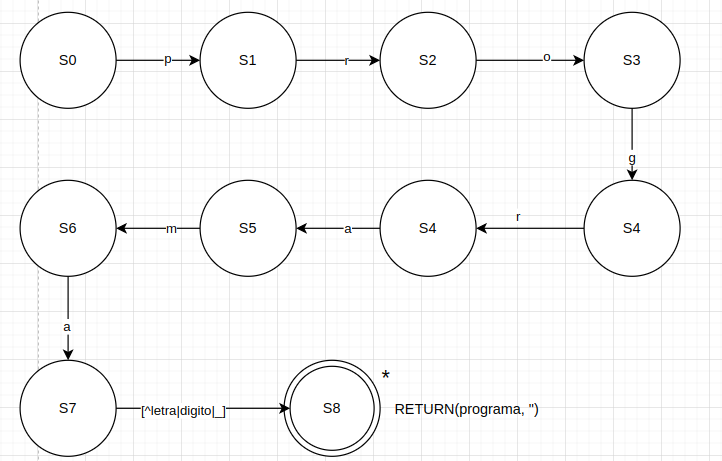 S0
p
S1
r
S2
o
S3
g
S4
r
S4
a
S5
m
S6
a
S7
[^letra|digito|_]
S8
*
RETURN(programa, '')